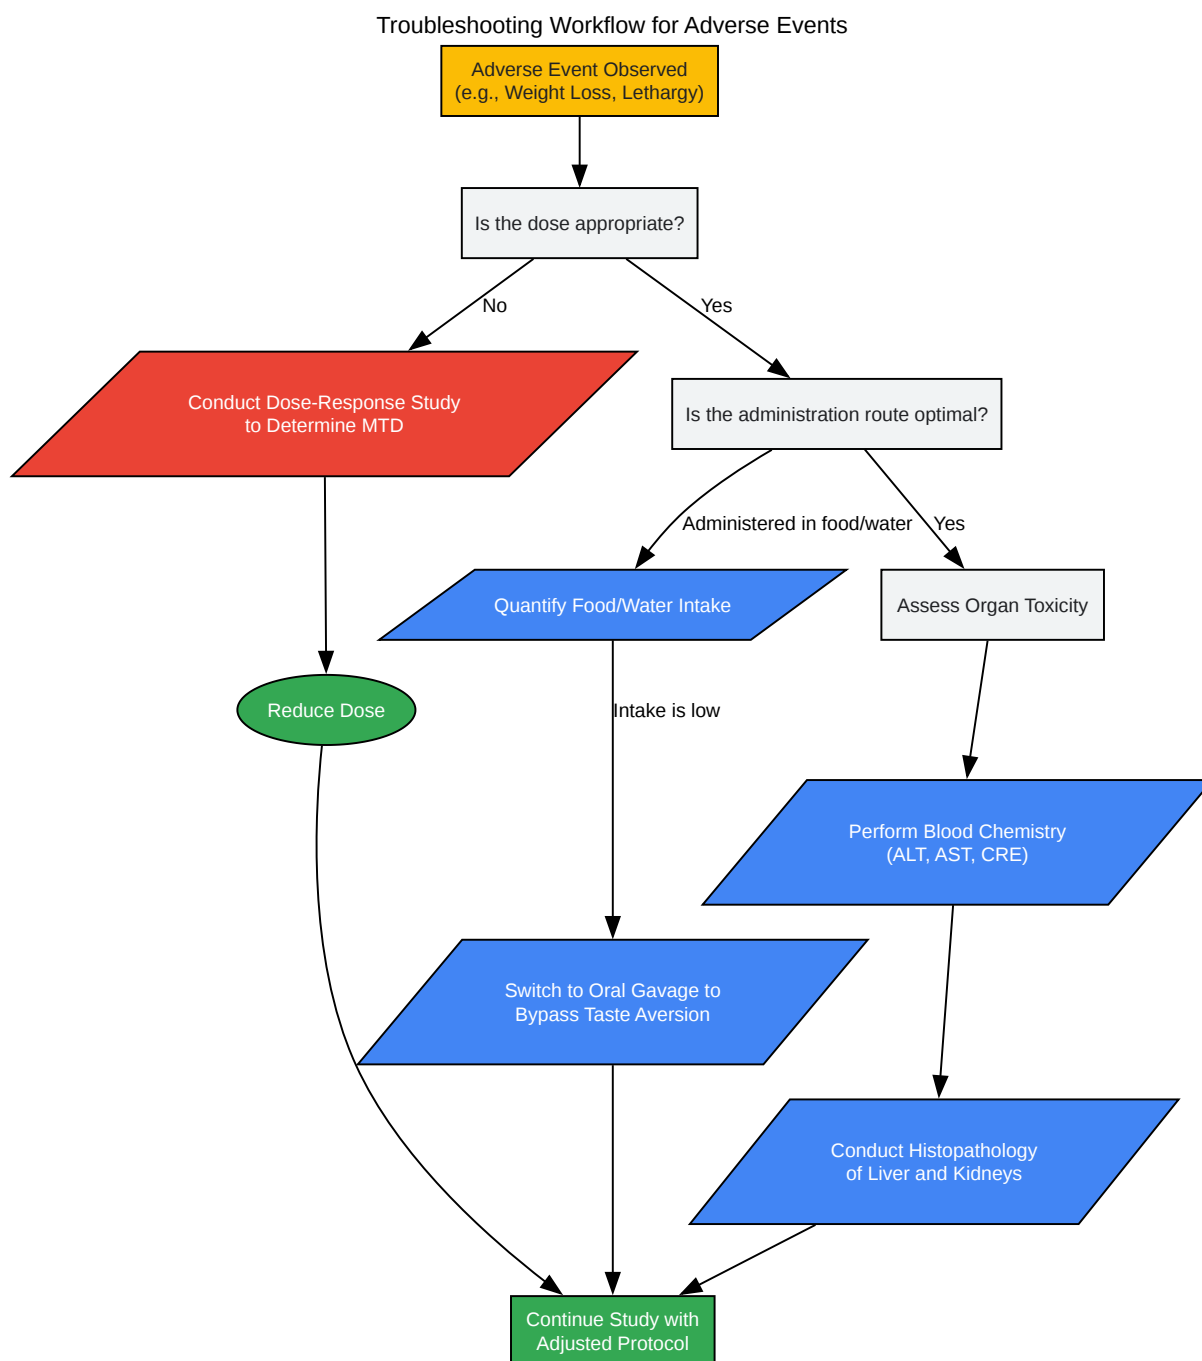 Troubleshooting Workflow for Adverse Events
Adverse Event Observed
(e.g., Weight Loss, Lethargy)
Is the dose appropriate?
No
Yes
Conduct Dose-Response Study
to Determine MTD
Is the administration route optimal?
Administered in food/water
Yes
Quantify Food/Water Intake
Assess Organ Toxicity
Reduce Dose
Intake is low
Perform Blood Chemistry
(ALT, AST, CRE)
Switch to Oral Gavage to
Bypass Taste Aversion
Conduct Histopathology
of Liver and Kidneys
Continue Study with
Adjusted Protocol